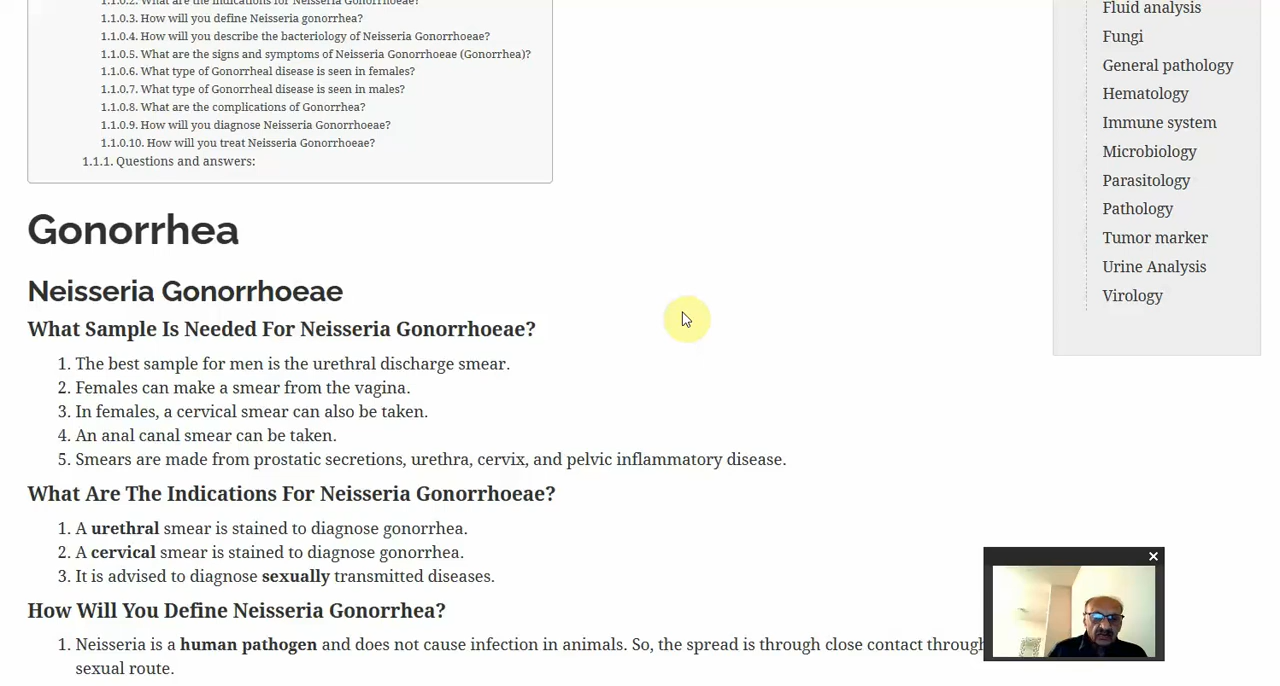 1.1.0.2. What are the indications for Neisseria Gonorrhoeae?
1.1.0.3. How will you define Neisseria gonorrhea?
1.1.0.4. How will you describe the bacteriology of Neisseria Gonorrhoeae?
1.1.0.5. What are the signs and symptoms of Neisseria Gonorrhoeae (Gonorrhea)?
1.1.0.6. What type of Gonorrheal disease is seen in females?
1.1.0.7. What type of Gonorrheal disease is seen in males?
1.1.0.8. What are the complications of Gonorrhea?
1.1.0.9. How will you diagnose Neisseria Gonorrhoeae?
1.1.0.10. How will you treat Neisseria Gonorrhoeae?
1.1.1. Questions and answers:
Gonorrhea
Neisseria Gonorrhoeae
What Sample Is Needed For Neisseria Gonorrhoeae?
1. The best sample for men is the urethral discharge smear.
2. Females can make a smear from the vagina.
3. In females, a cervical smear can also be taken.
4. An anal canal smear can be taken.
5. Smears are made from prostatic secretions, urethra, cervix, and pelvic inflammatory disease.
What Are The Indications For Neisseria Gonorrhoeae?
1. A urethral smear is stained to diagnose gonorrhea.
2. A cervical smear is stained to diagnose gonorrhea.
3. It is advised to diagnose sexually transmitted diseases.
How Will You Define Neisseria Gonorrhea?
1. Neisseria is a human pathogen and does not cause infection in animals. So, the spread is through close contact through
sexual route.
Fluid analysis
Fungi
General pathology
Hematology
Immune system
Microbiology
Parasitology
Pathology
Tumor marker
Urine Analysis
Virology